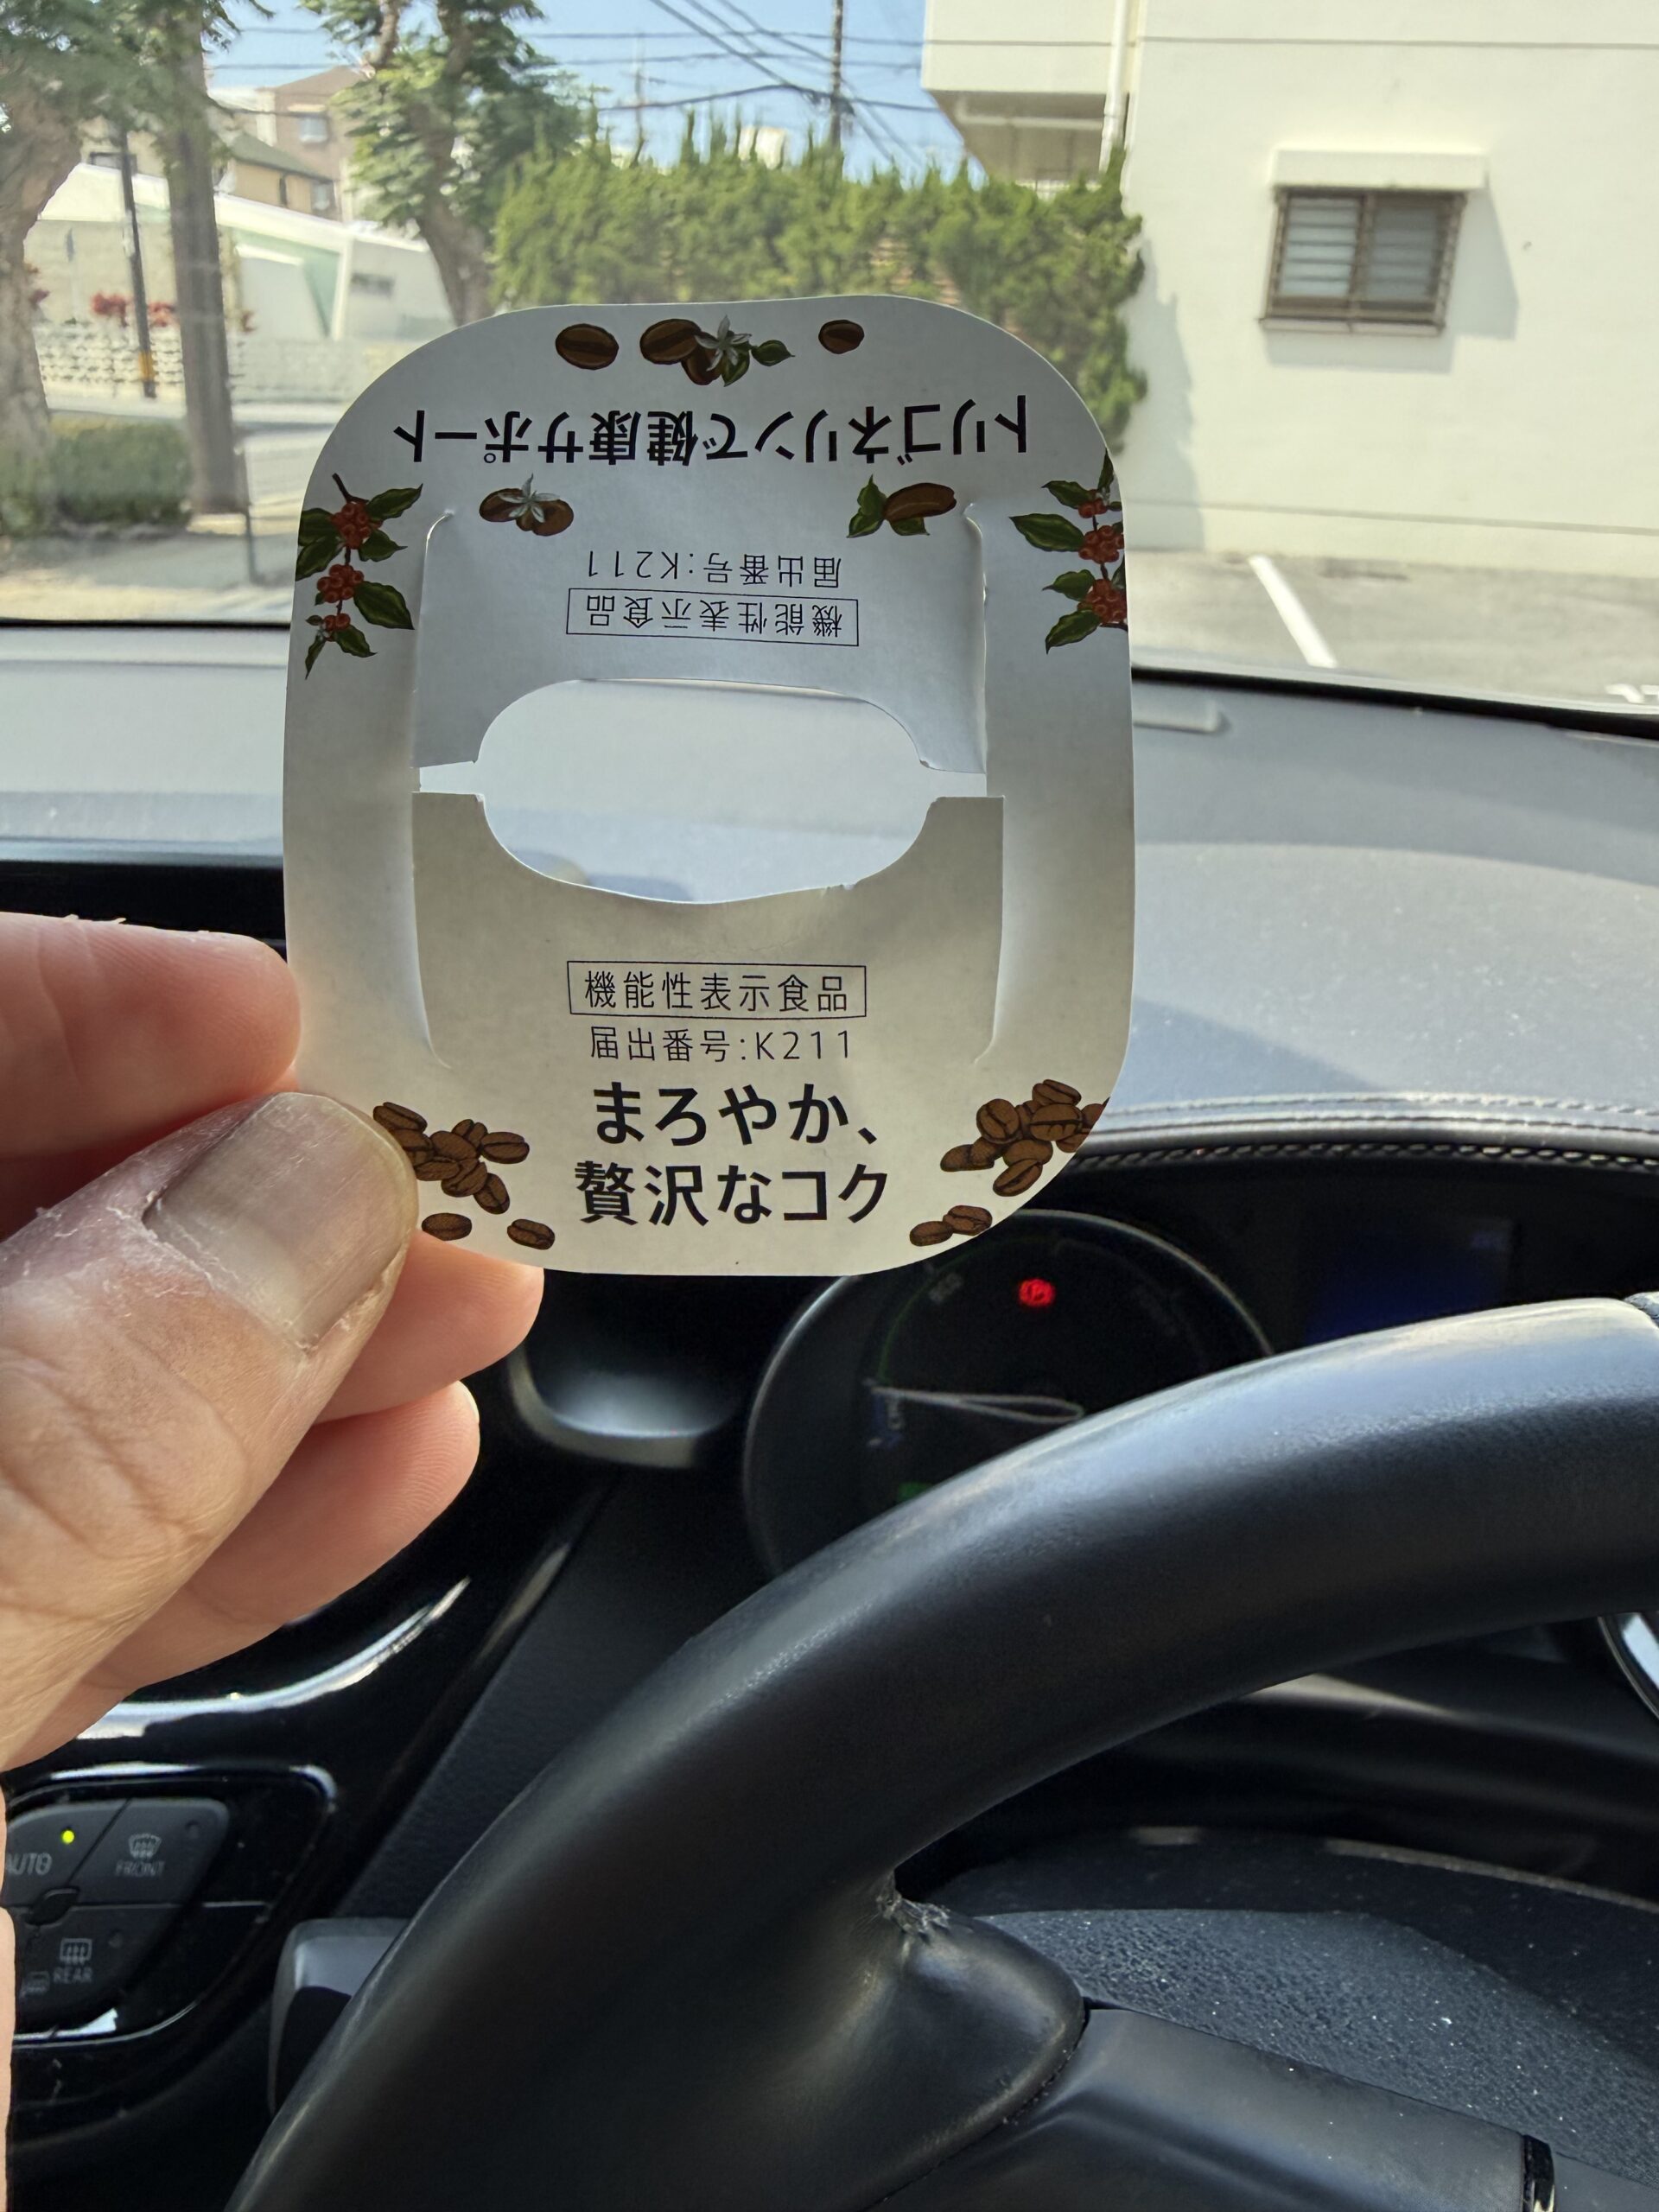 トリゴネリンで健康サポート
届出番号:K211
機能性表示食品
機能性表示食品
届出番号:K211
まろやか、
贅沢なコク
AUTO
FRONT
REAR